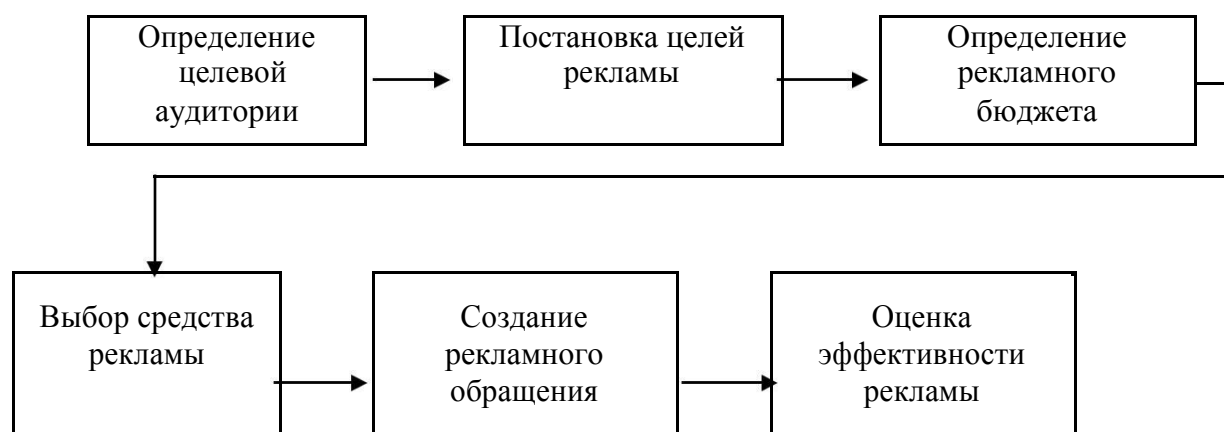 Определение
целевой
аудитории
Постановка целей
рекламы
Определение
рекламного
бюджета
Выбор средства
рекламы
Создание
рекламного
обращения
Оценка
эффективности
рекламы